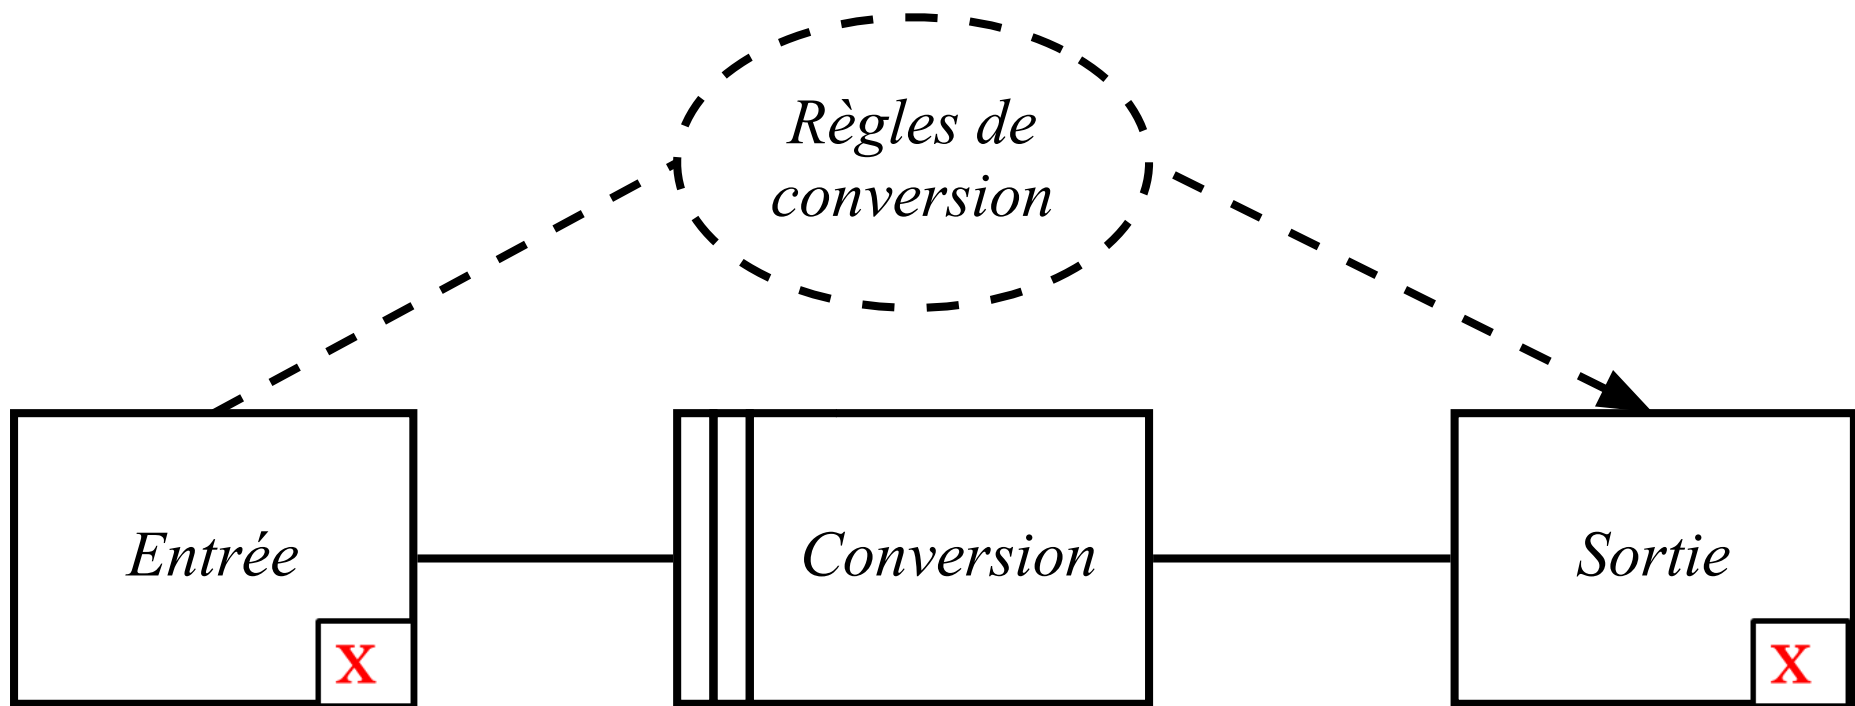 Règles de
conversion
Entrée
Conversion
Sortie
X
X